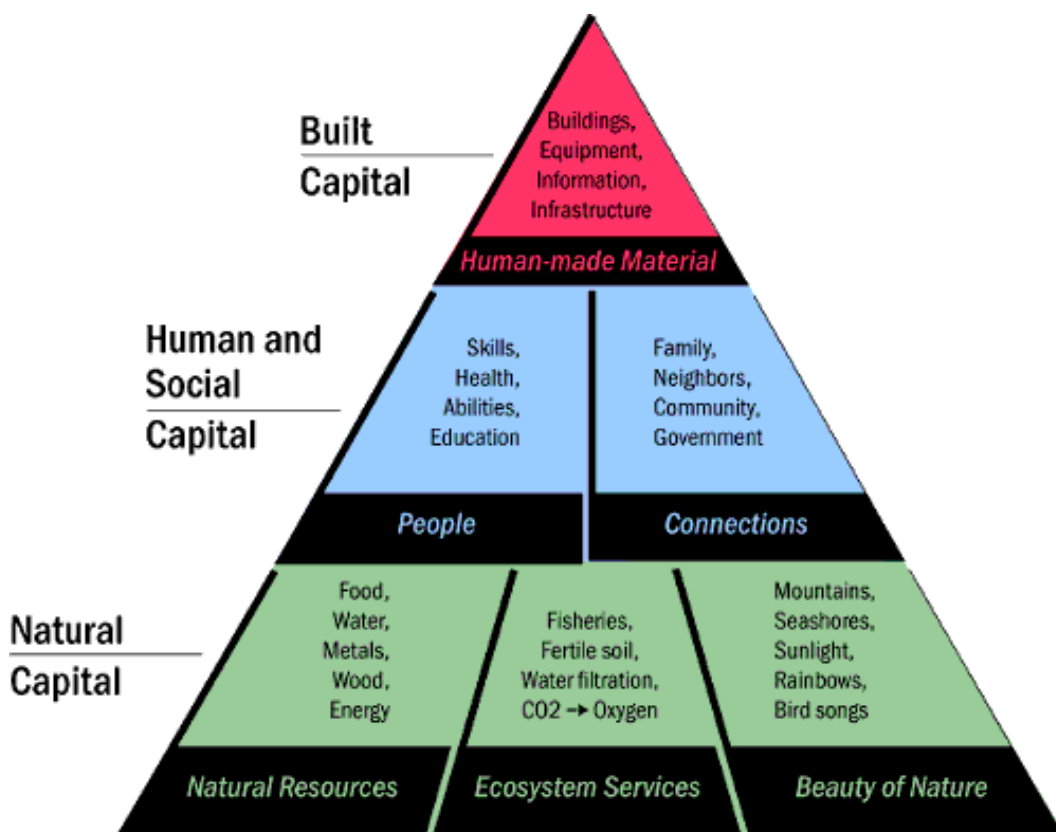 Built
Capital
Buildings,
Equipment,
Information,
Infrastructure
Human-made Material
Human and
Social
Capital
Skills,
Health,
Abilities,
Education
People
Family,
Neighbors,
Community,
Government
Connections
Natural
Capital
Food,
Water,
Metals,
Wood,
Energy
Natural Resources
Fisheries,
Fertile soil,
Water filtration,
CO2 → Oxygen
Ecosystem Services
Mountains,
Seashores,
Sunlight,
Rainbows,
Bird songs
Beauty of Nature